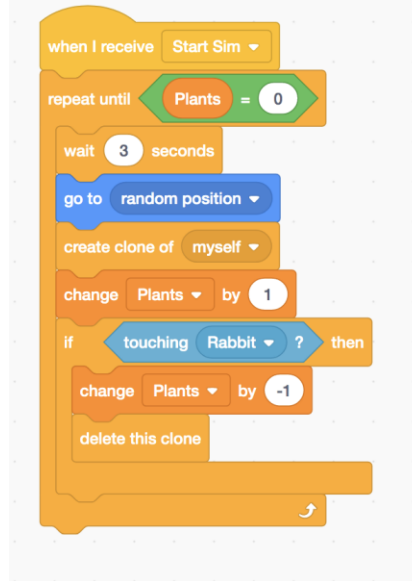 when I receive Start Sim
repeat until Plants = 0
wait 3 seconds
go to random position
create clone of myself
change Plants by 1
if touching Rabbit ? then
change Plants by -1
delete this clone